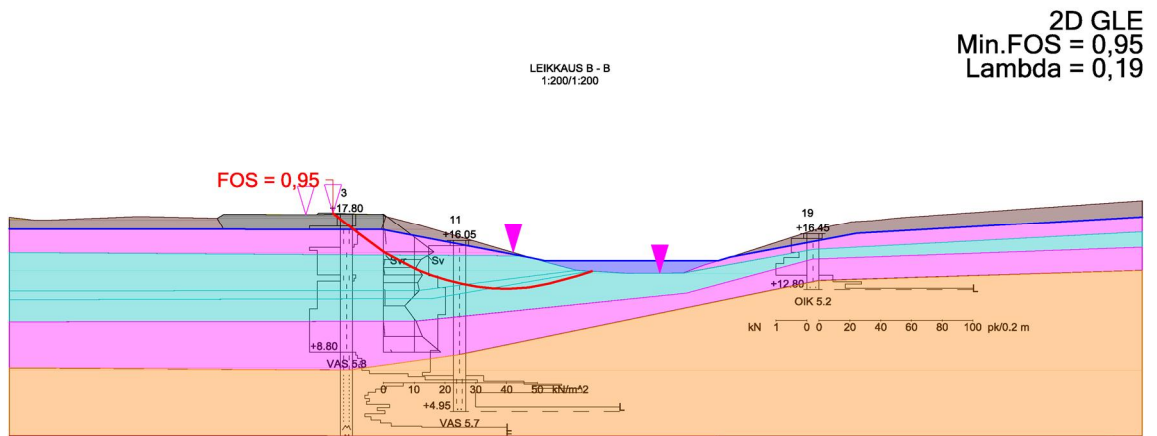 2D GLE
Min.FOS = 0,95
Lambda = 0,19
LEIKKAUS B - B
1:200/1:200
FOS = 0,95
3
+17.80
11
+16.05
19
+16.45
Svr
Sv
+12.80
OIK 5.2
kN 1 0 0 20 40 60 80 100 pk/0.2 m
+8.80
VAS 5.8
0 10 20 30 40 50 kN/m^2
+4.95
VAS 5.7